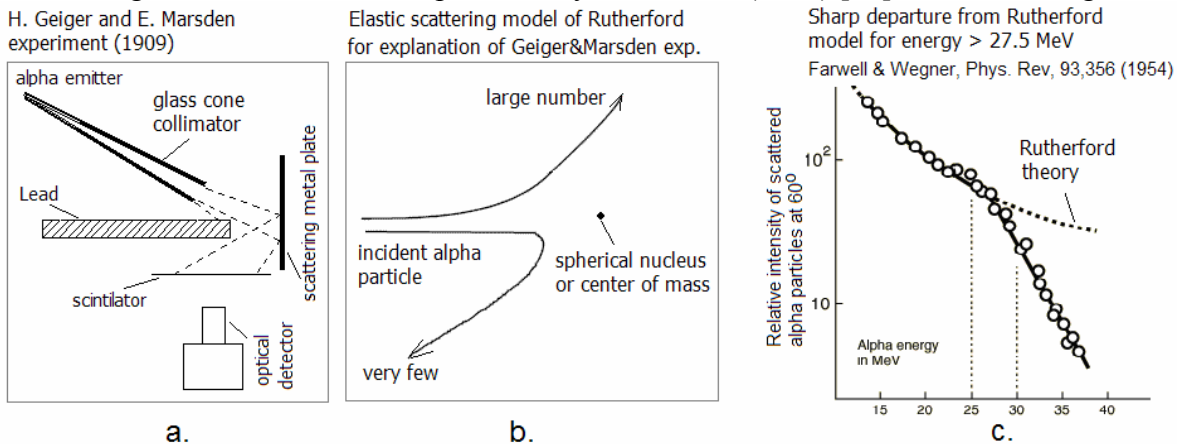 H. Geiger and E. Marsden
experiment (1909)
alpha emitter
glass cone
collimator
Lead
scattering metal plate
scintilator
optical
detector
a.
Elastic scattering model of Rutherford
for explanation of Geiger&Marsden exp.
large number
incident alpha
particle
spherical nucleus
or center of mass
very few
b.
Sharp departure from Rutherford
model for energy > 27.5 MeV
Farwell & Wegner, Phys. Rev, 93,356 (1954)
Relative intensity of scattered
alpha particles at 60⁰
10²
10
Rutherford
theory
Alpha energy
in MeV
15 20 25 30 35 40
c.